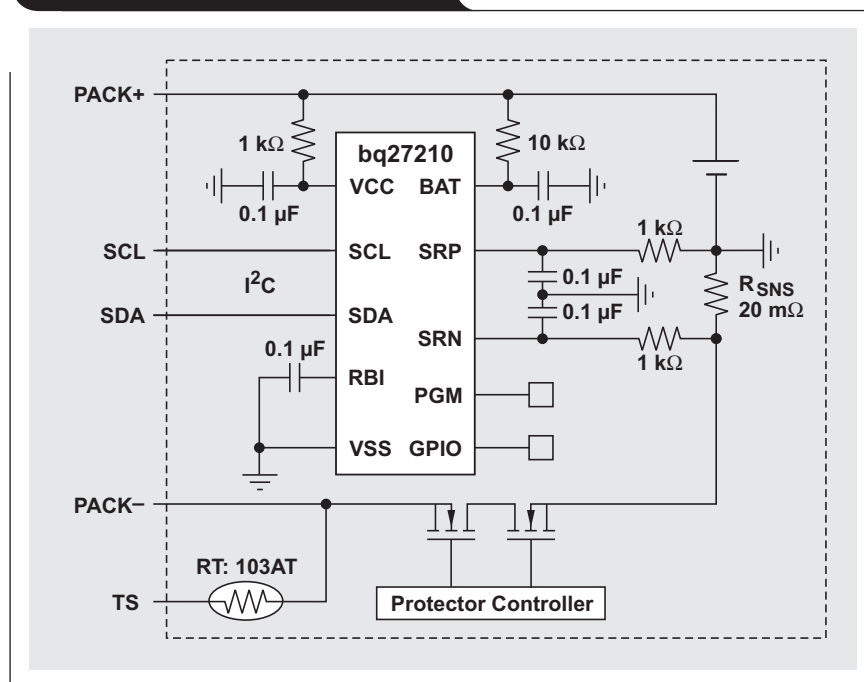 PACK+
1 kΩ
bq27210
10 kΩ
VCC
BAT
0.1 µF
0.1 µF
1 kΩ
SCL
SCL
SRP
0.1 µF
I²C
RSNS
20 mΩ
0.1 µF
SDA
SDA
SRN
0.1 µF
1 kΩ
RBI
PGM
VSS
GPIO
PACK–
RT: 103AT
TS
Protector Controller